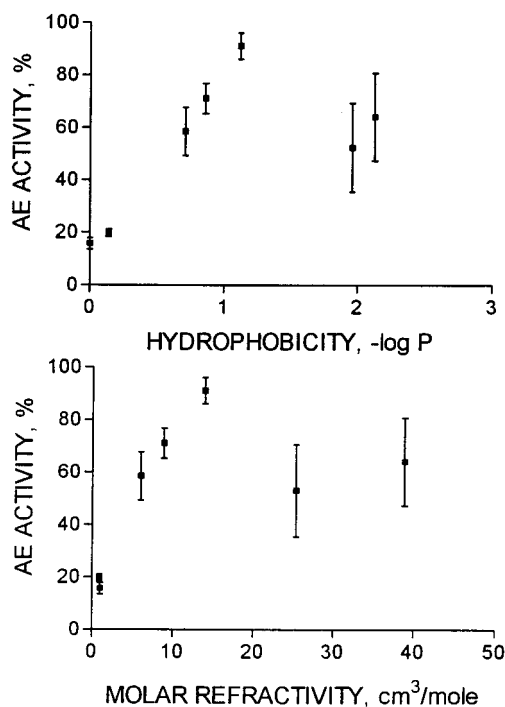 100
80
60
40
20
0
AE ACTIVITY, %
0 1 2 3
HYDROPHOBICITY, -log P
100
80
60
40
20
0
AE ACTIVITY, %
0 10 20 30 40 50
MOLAR REFRACTIVITY, cm³/mole